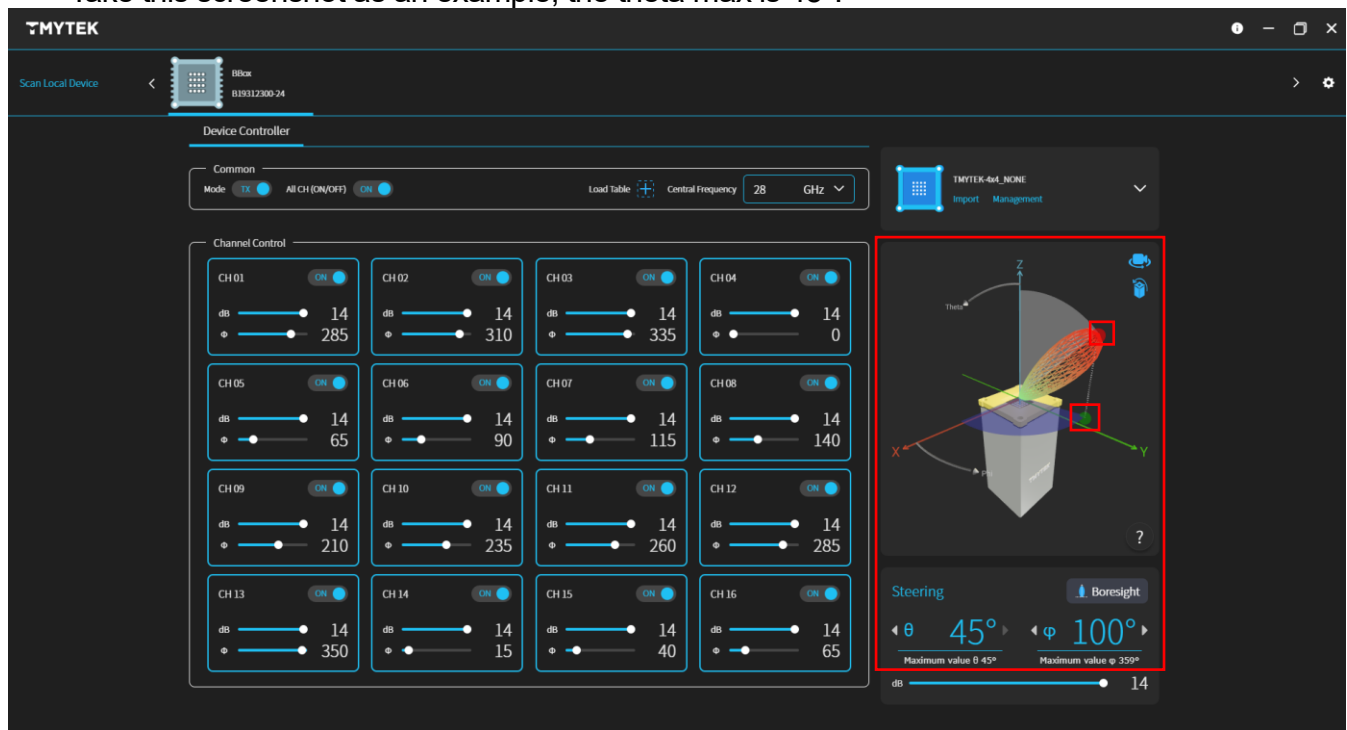 TMYTEK
Scan Local Device
BBox
B19312300-24
Device Controller
Common
Mode TX All CH (ON/OFF) ON Load Table Central Frequency 28 GHz
TMYTEK-4x4_NONE
Import Management
Channel Control
CH 01 ON CH 02 ON CH 03 ON CH 04 ON
dB 14 dB 14 dB 14 dB 14
Φ 285 Φ 310 Φ 335 Φ 0
CH 05 ON CH 06 ON CH 07 ON CH 08 ON
dB 14 dB 14 dB 14 dB 14
Φ 65 Φ 90 Φ 115 Φ 140
CH 09 ON CH 10 ON CH 11 ON CH 12 ON
dB 14 dB 14 dB 14 dB 14
Φ 210 Φ 235 Φ 260 Φ 285
CH 13 ON CH 14 ON CH 15 ON CH 16 ON
dB 14 dB 14 dB 14 dB 14
Φ 350 Φ 15 Φ 40 Φ 65
Z
Theta
X
Y
Phi
TMYTEK
?
Steering Boresight
θ 45° φ 100°
Maximum value θ 45° Maximum value φ 359°
dB 14